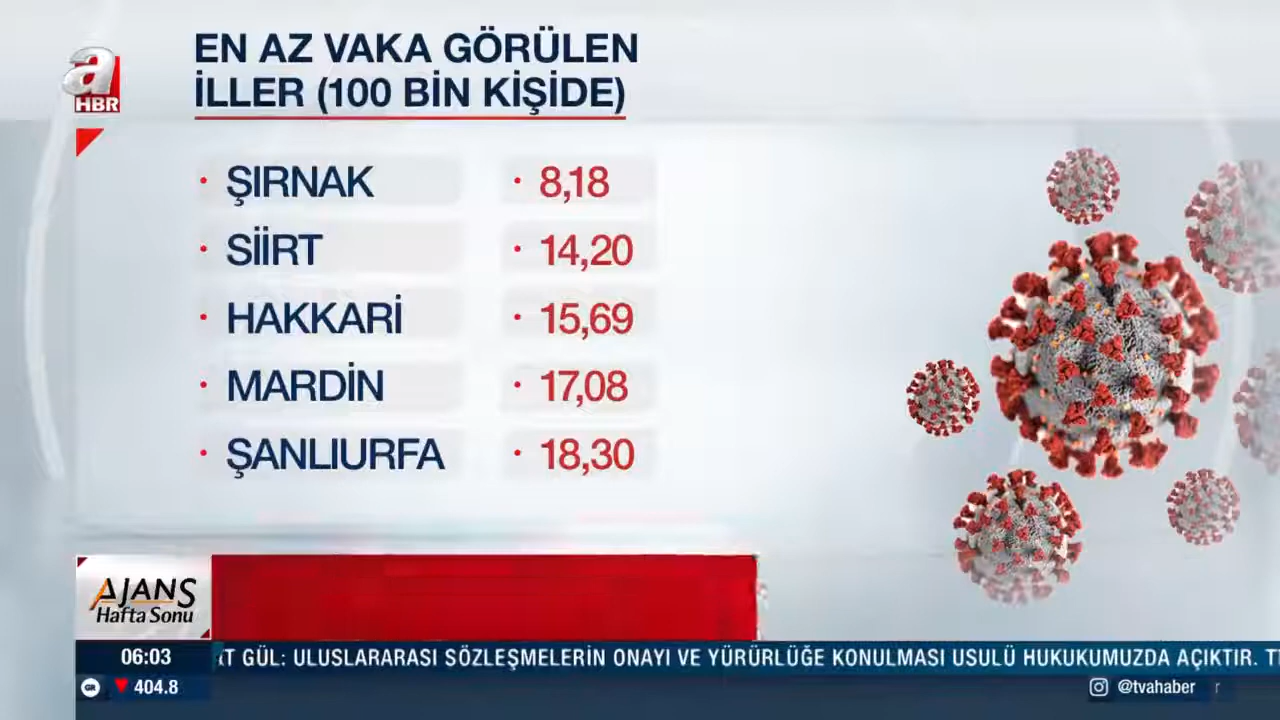 a
HBR
EN AZ VAKA GÖRÜLEN
İLLER (100 BİN KİŞİDE)
• ŞIRNAK • 8,18
• SİİRT • 14,20
• HAKKARİ • 15,69
• MARDİN • 17,08
• ŞANLIURFA • 18,30
AJANS
Hafta Sonu
06:03 GÜL: ULUSLARARASI SÖZLEŞMELERİN ONAYI VE YÜRÜRLÜĞE KONULMASI USULÜ HUKUKUMUZDA AÇIKTIR.
GR ▼ 404.8 @tvahaber